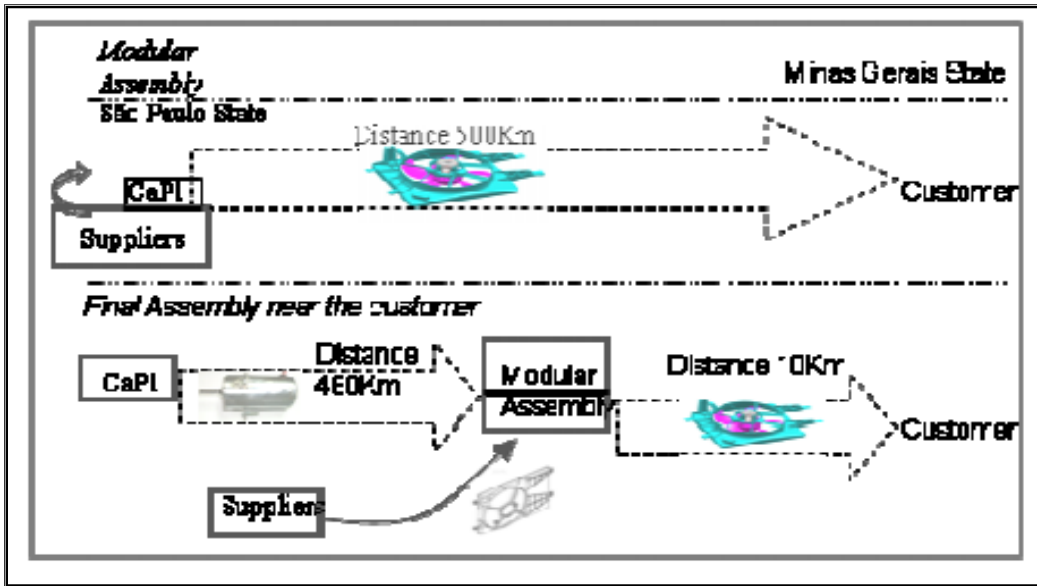 Modular
Assembly
Minas Gerais State
São Paulo State
Distance 500Km
CaPl
Customer
Suppliers
Final Assembly near the customer
Distance
Modular
Assembly
Distance 10Km
CaPl
Customer
Suppliers